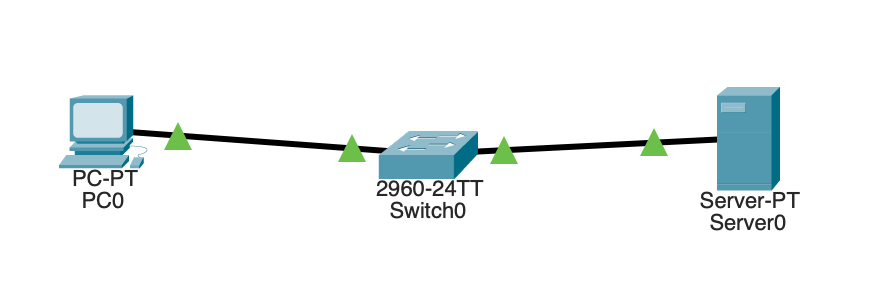 PC-PT
PC0
2960-24TT
Switch0
Server-PT
Server0